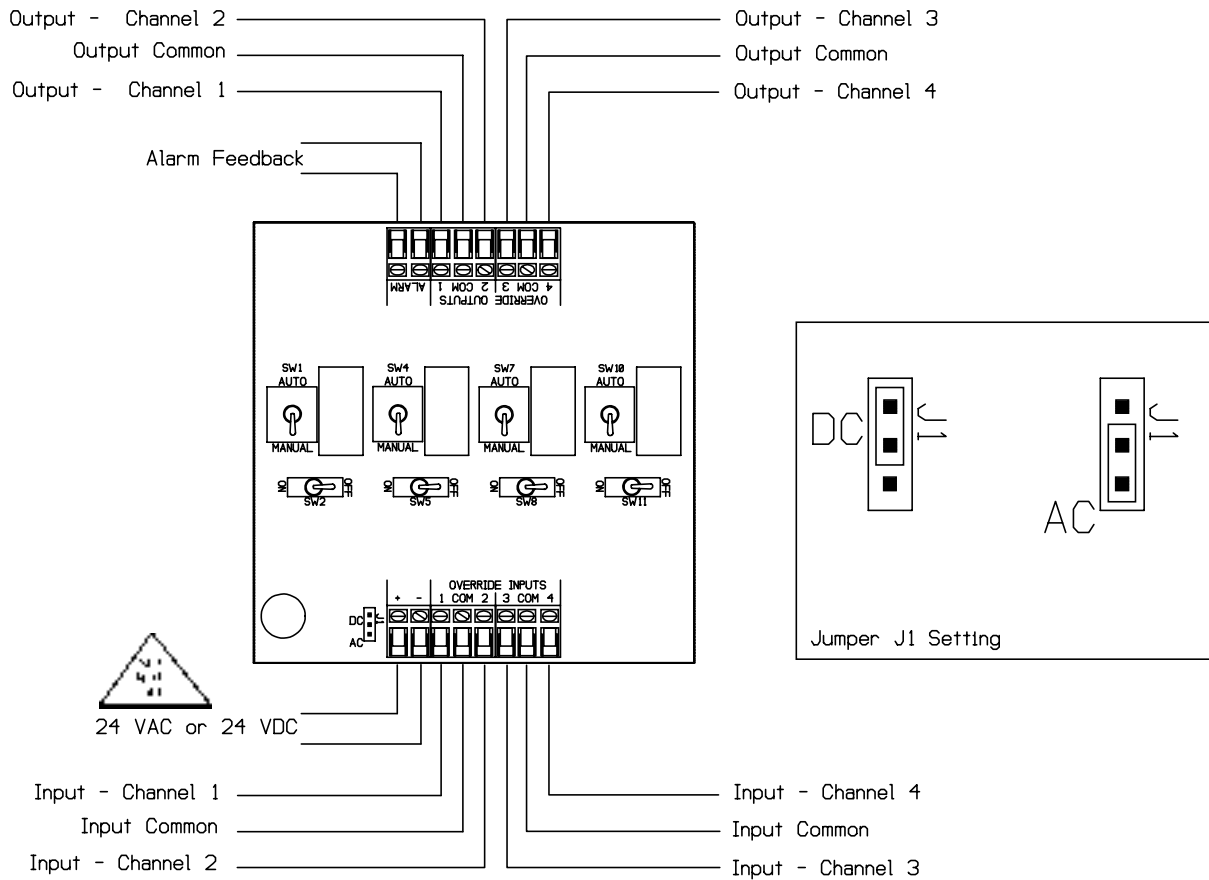 Output -  Channel 2
Output - Channel 3
Output Common
Output Common
Output -  Channel 1
Output - Channel 4
Alarm Feedback
ALARM 1 COM 2 3 COM 4
OVERRIDE OUTPUTS
SW1
AUTO
MANUAL
SW4
AUTO
MANUAL
SW7
AUTO
MANUAL
SW10
AUTO
MANUAL
ON
OFF
SW2
ON
OFF
SW5
ON
OFF
SW8
ON
OFF
SW11
OVERRIDE INPUTS
+ - 1 COM 2 3 COM 4
DC
J1
AC
DC
J1
J1
AC
Jumper J1 Setting
24 VAC or 24 VDC
Input - Channel 1
Input - Channel 4
Input Common
Input Common
Input - Channel 2
Input - Channel 3